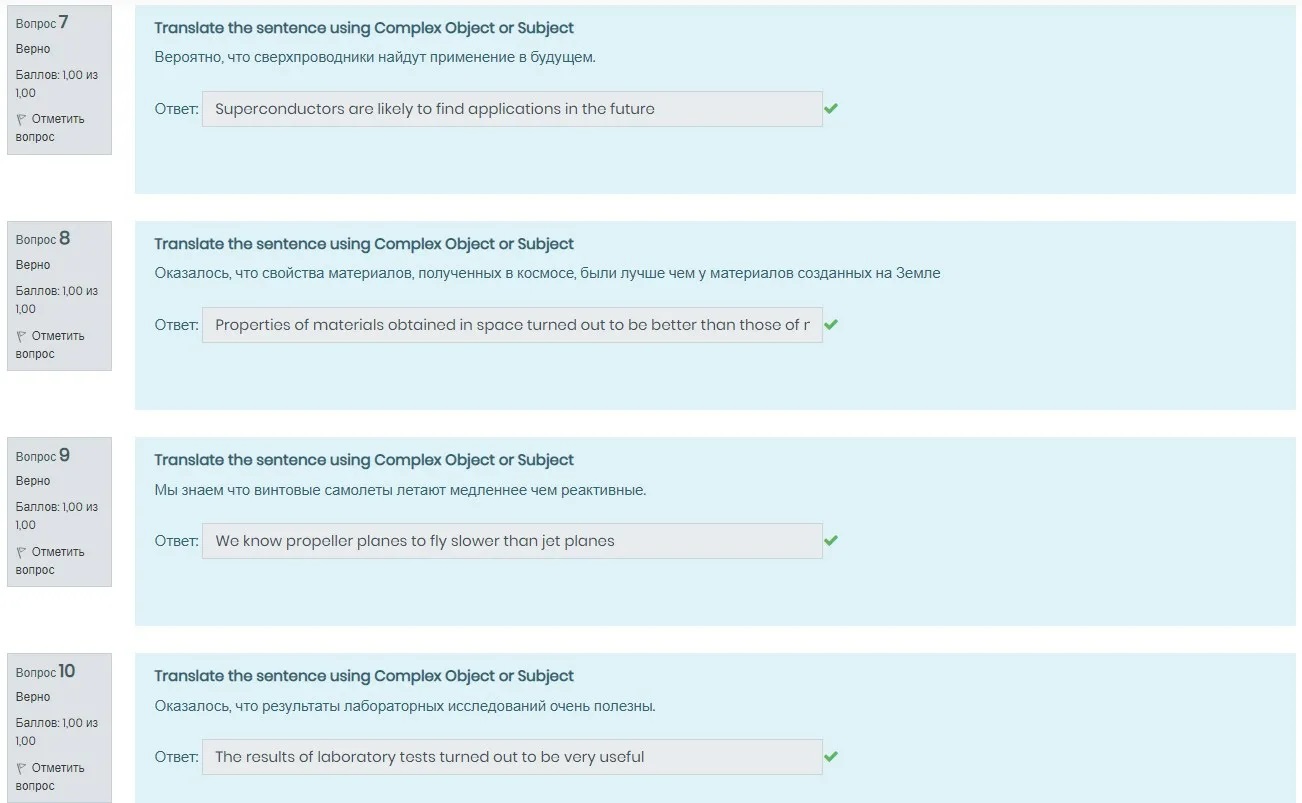 Вопрос 7
Верно
Баллов: 1,00 из
1,00
Отметить
вопрос
Translate the sentence using Complex Object or Subject
Вероятно, что сверхпроводники найдут применение в будущем.
Ответ: Superconductors are likely to find applications in the future
Вопрос 8
Верно
Баллов: 1,00 из
1,00
Отметить
вопрос
Translate the sentence using Complex Object or Subject
Оказалось, что свойства материалов, полученных в космосе, были лучше чем у материалов созданных на Земле
Ответ: Properties of materials obtained in space turned out to be better than those of
Вопрос 9
Верно
Баллов: 1,00 из
1,00
Отметить
вопрос
Translate the sentence using Complex Object or Subject
Мы знаем что винтовые самолеты летают медленнее чем реактивные.
Ответ: We know propeller planes to fly slower than jet planes
Вопрос 10
Верно
Баллов: 1,00 из
1,00
Отметить
вопрос
Translate the sentence using Complex Object or Subject
Оказалось, что результаты лабораторных исследований очень полезны.
Ответ: The results of laboratory tests turned out to be very useful